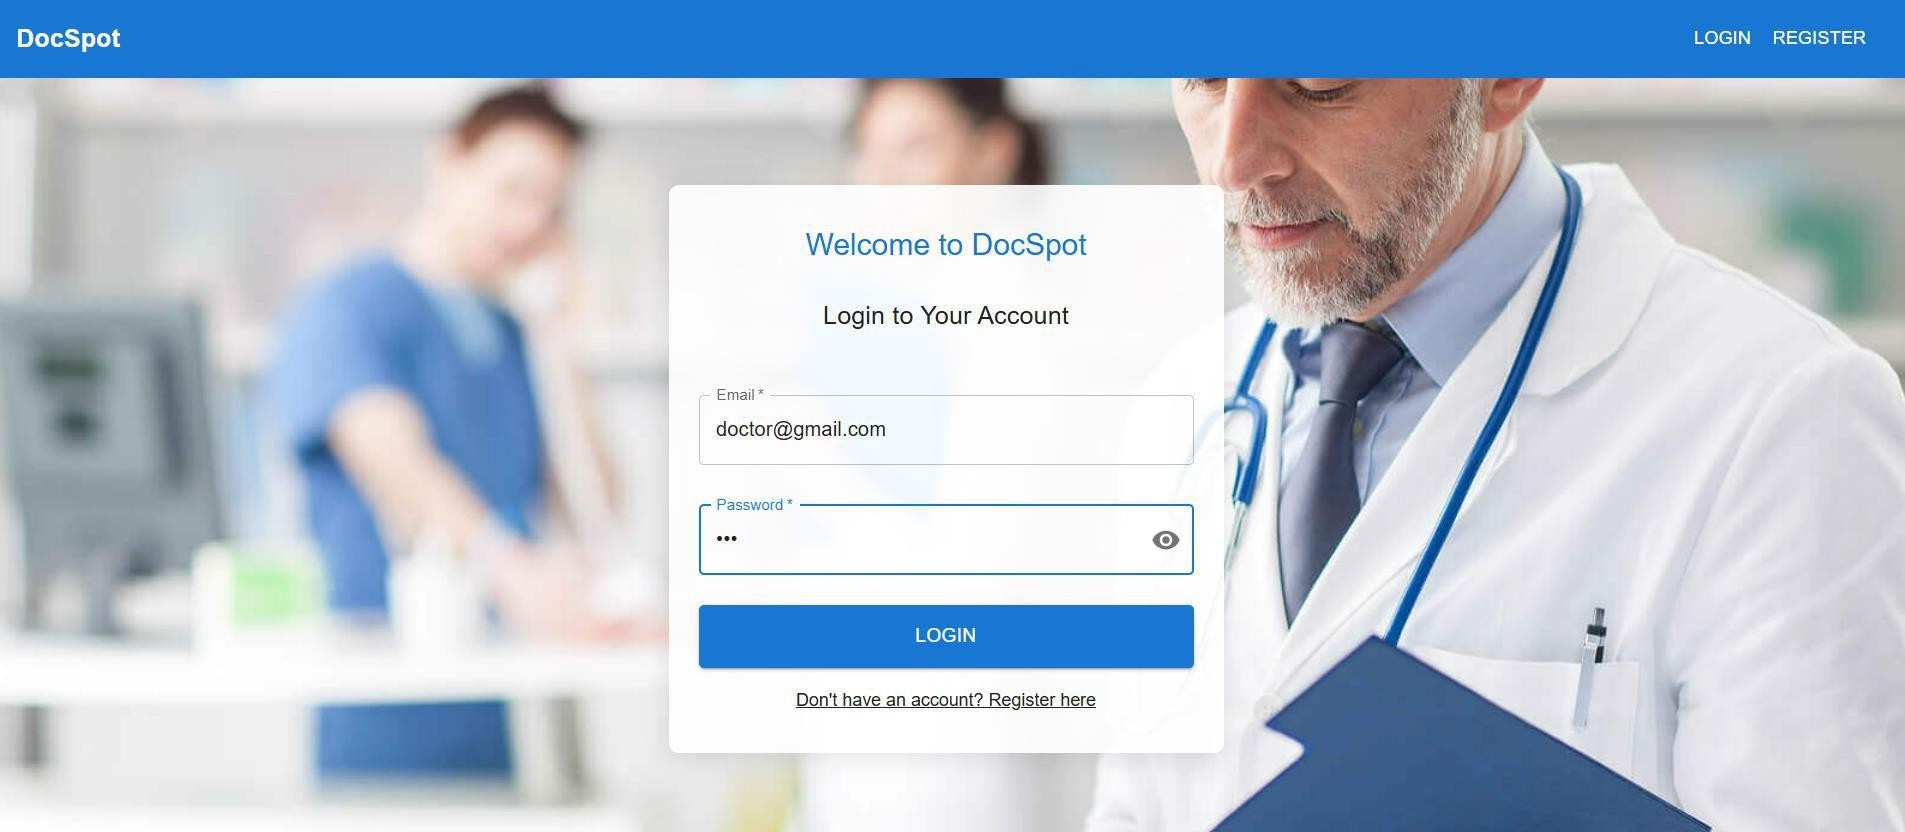 DocSpot
LOGIN REGISTER
Welcome to DocSpot
Login to Your Account
Email *
doctor@gmail.com
Password *
•••
LOGIN
Don't have an account? Register here